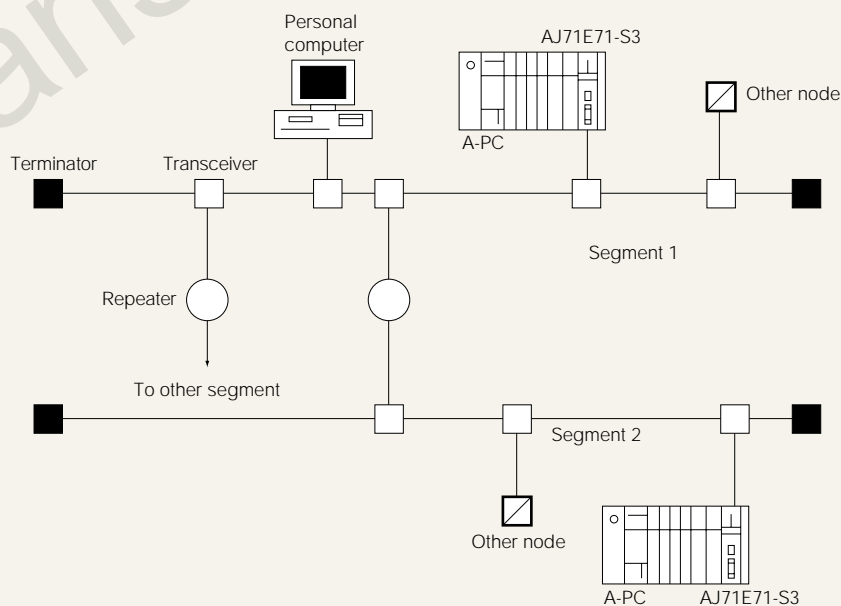 Personal
computer
AJ71E71-S3
Other node
A-PC
Terminator
Transceiver
Segment 1
Repeater
To other segment
Segment 2
Other node
A-PC
AJ71E71-S3